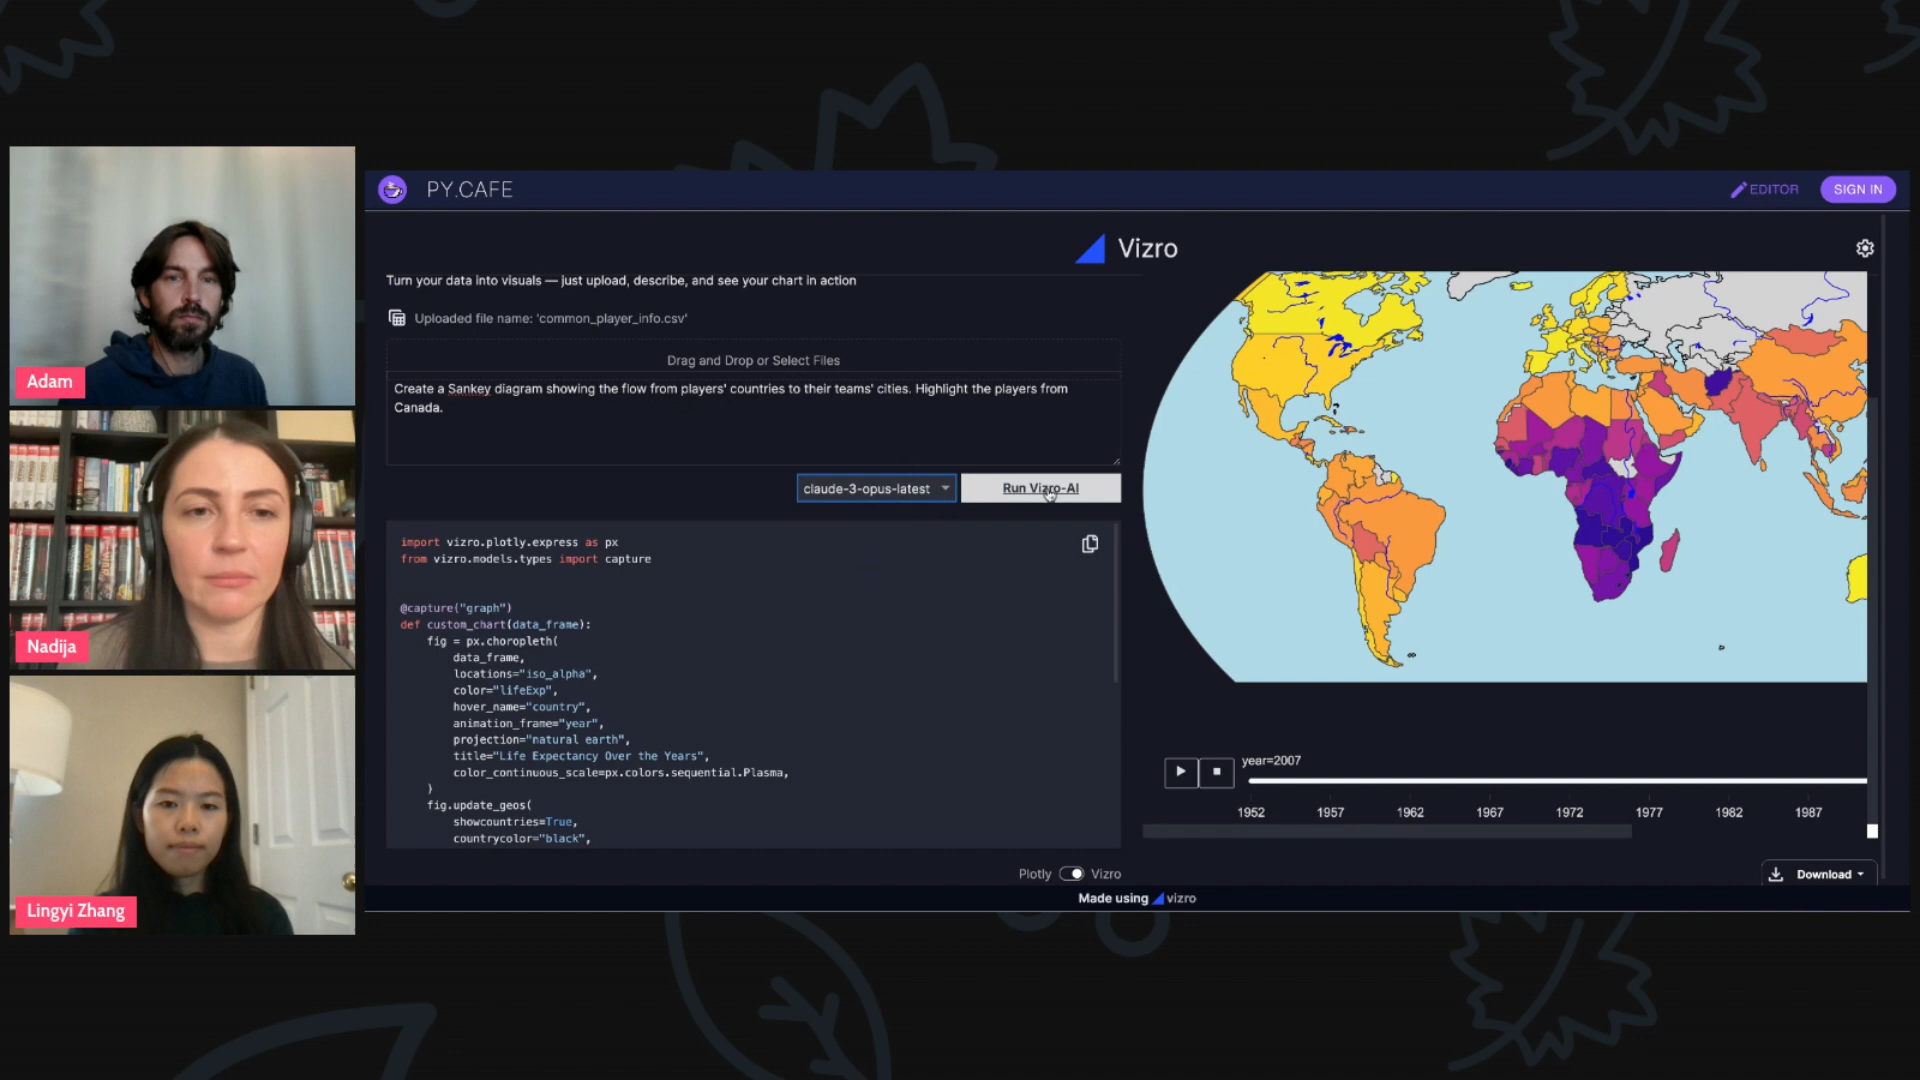 PY.CAFE
EDITOR
SIGN IN
Vizro
Turn your data into visuals — just upload, describe, and see your chart in action
Uploaded file name: 'common_player_info.csv'
Drag and Drop or Select Files
Create a Sankey diagram showing the flow from players' countries to their teams' cities. Highlight the players from
Canada.
claude-3-opus-latest
Run Vizro-AI
import vizro.plotly.express as px
from vizro.models.types import capture
@capture("graph")
def custom_chart(data_frame):
    fig = px.choropleth(
        data_frame,
        locations="iso_alpha",
        color="lifeExp",
        hover_name="country",
        animation_frame="year",
        projection="natural earth",
        title="Life Expectancy Over the Years",
        color_continuous_scale=px.colors.sequential.Plasma,
    )
    fig.update_geos(
        showcountries=True,
        countrycolor="black",
Plotly
Vizro
year=2007
1952 1957 1962 1967 1972 1977 1982 1987
Download
Made using vizro
Adam
Nadija
Lingyi Zhang